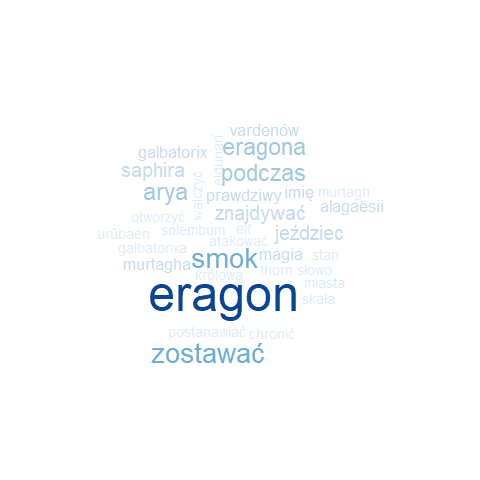 vardenów
eragona
galbatorix
eldunarí
saphira
podczas
arya
walczyć
prawdziwy
imię
murtagh
alagaësii
otworzyć
znajdywać
urûbaen
solembum
elf
jeździec
galbatorixa
atakować
smok
magia
stan
murtagha
królowa
thorn
słowo
eragon
miasta
skała
postanawiać
chronić
zostawać